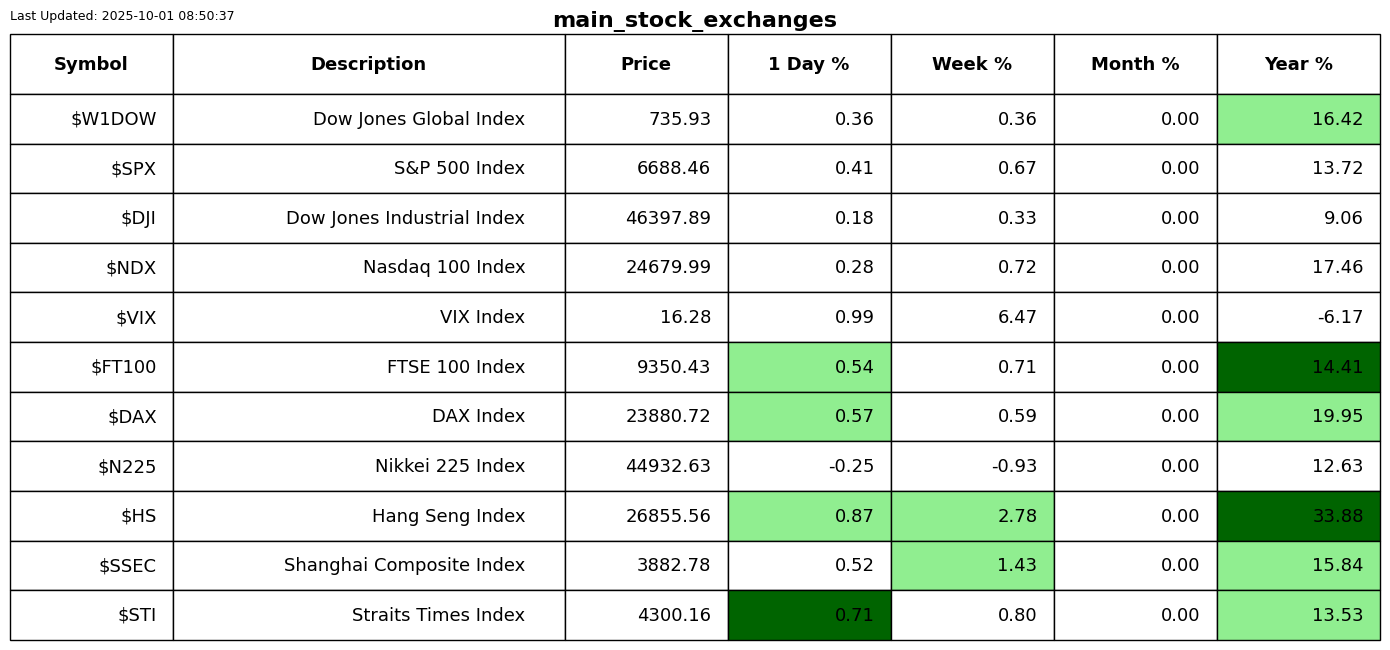 Last Updated: 2025-10-01 08:50:37
main_stock_exchanges
Symbol Description Price 1 Day % Week % Month % Year %
$W1DOW Dow Jones Global Index 735.93 0.36 0.36 0.00 16.42
$SPX S&P 500 Index 6688.46 0.41 0.67 0.00 13.72
$DJI Dow Jones Industrial Index 46397.89 0.18 0.33 0.00 9.06
$NDX Nasdaq 100 Index 24679.99 0.28 0.72 0.00 17.46
$VIX VIX Index 16.28 0.99 6.47 0.00 -6.17
$FT100 FTSE 100 Index 9350.43 0.54 0.71 0.00 14.41
$DAX DAX Index 23880.72 0.57 0.59 0.00 19.95
$N225 Nikkei 225 Index 44932.63 -0.25 -0.93 0.00 12.63
$HS Hang Seng Index 26855.56 0.87 2.78 0.00 33.88
$SSEC Shanghai Composite Index 3882.78 0.52 1.43 0.00 15.84
$STI Straits Times Index 4300.16 0.71 0.80 0.00 13.53